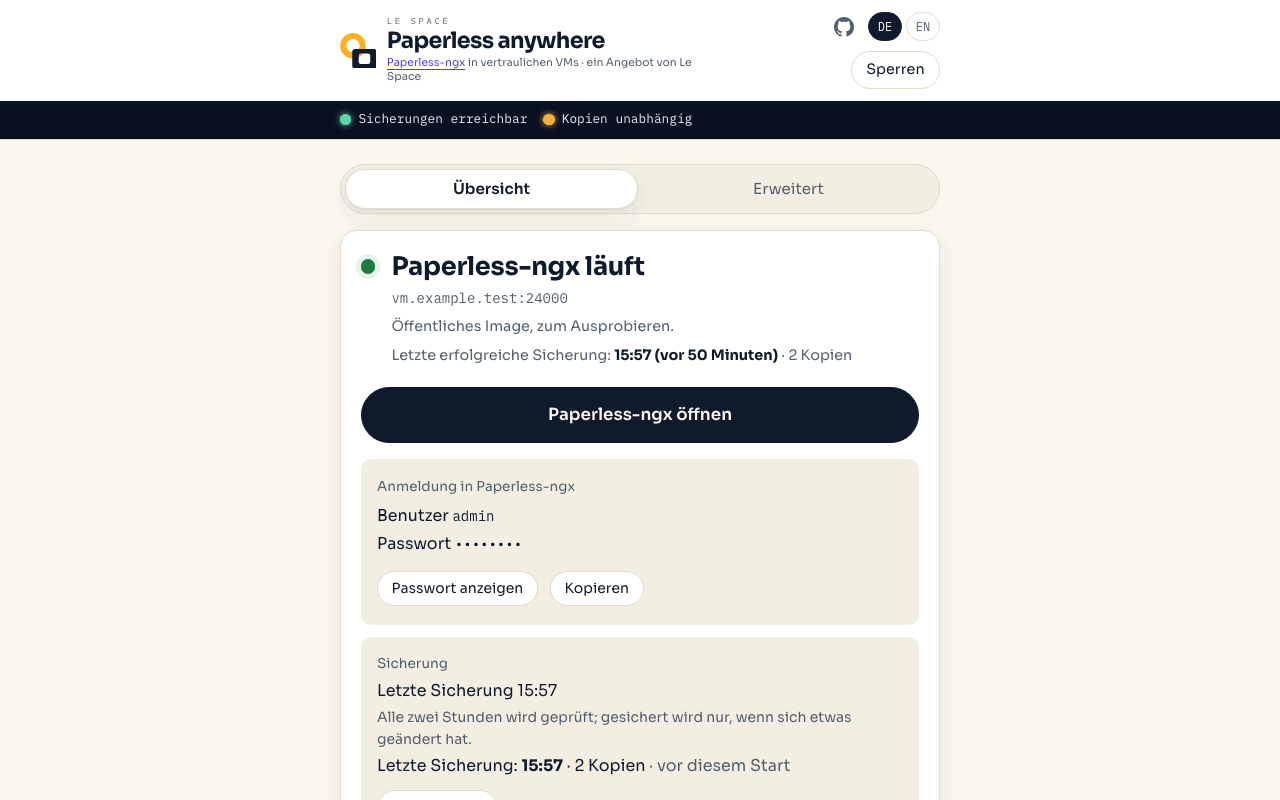 LE SPACE
Paperless anywhere
Paperless-ngx in vertraulichen VMs · ein Angebot von Le
Space
DE
EN
Sperren
Sicherungen erreichbar
Kopien unabhängig
Übersicht
Erweitert
Paperless-ngx läuft
vm.example.test:24000
Öffentliches Image, zum Ausprobieren.
Letzte erfolgreiche Sicherung: 15:57 (vor 50 Minuten) · 2 Kopien
Paperless-ngx öffnen
Anmeldung in Paperless-ngx
Benutzer admin
Passwort ••••••••
Passwort anzeigen
Kopieren
Sicherung
Letzte Sicherung 15:57
Alle zwei Stunden wird geprüft; gesichert wird nur, wenn sich etwas
geändert hat.
Letzte Sicherung: 15:57 · 2 Kopien · vor diesem Start